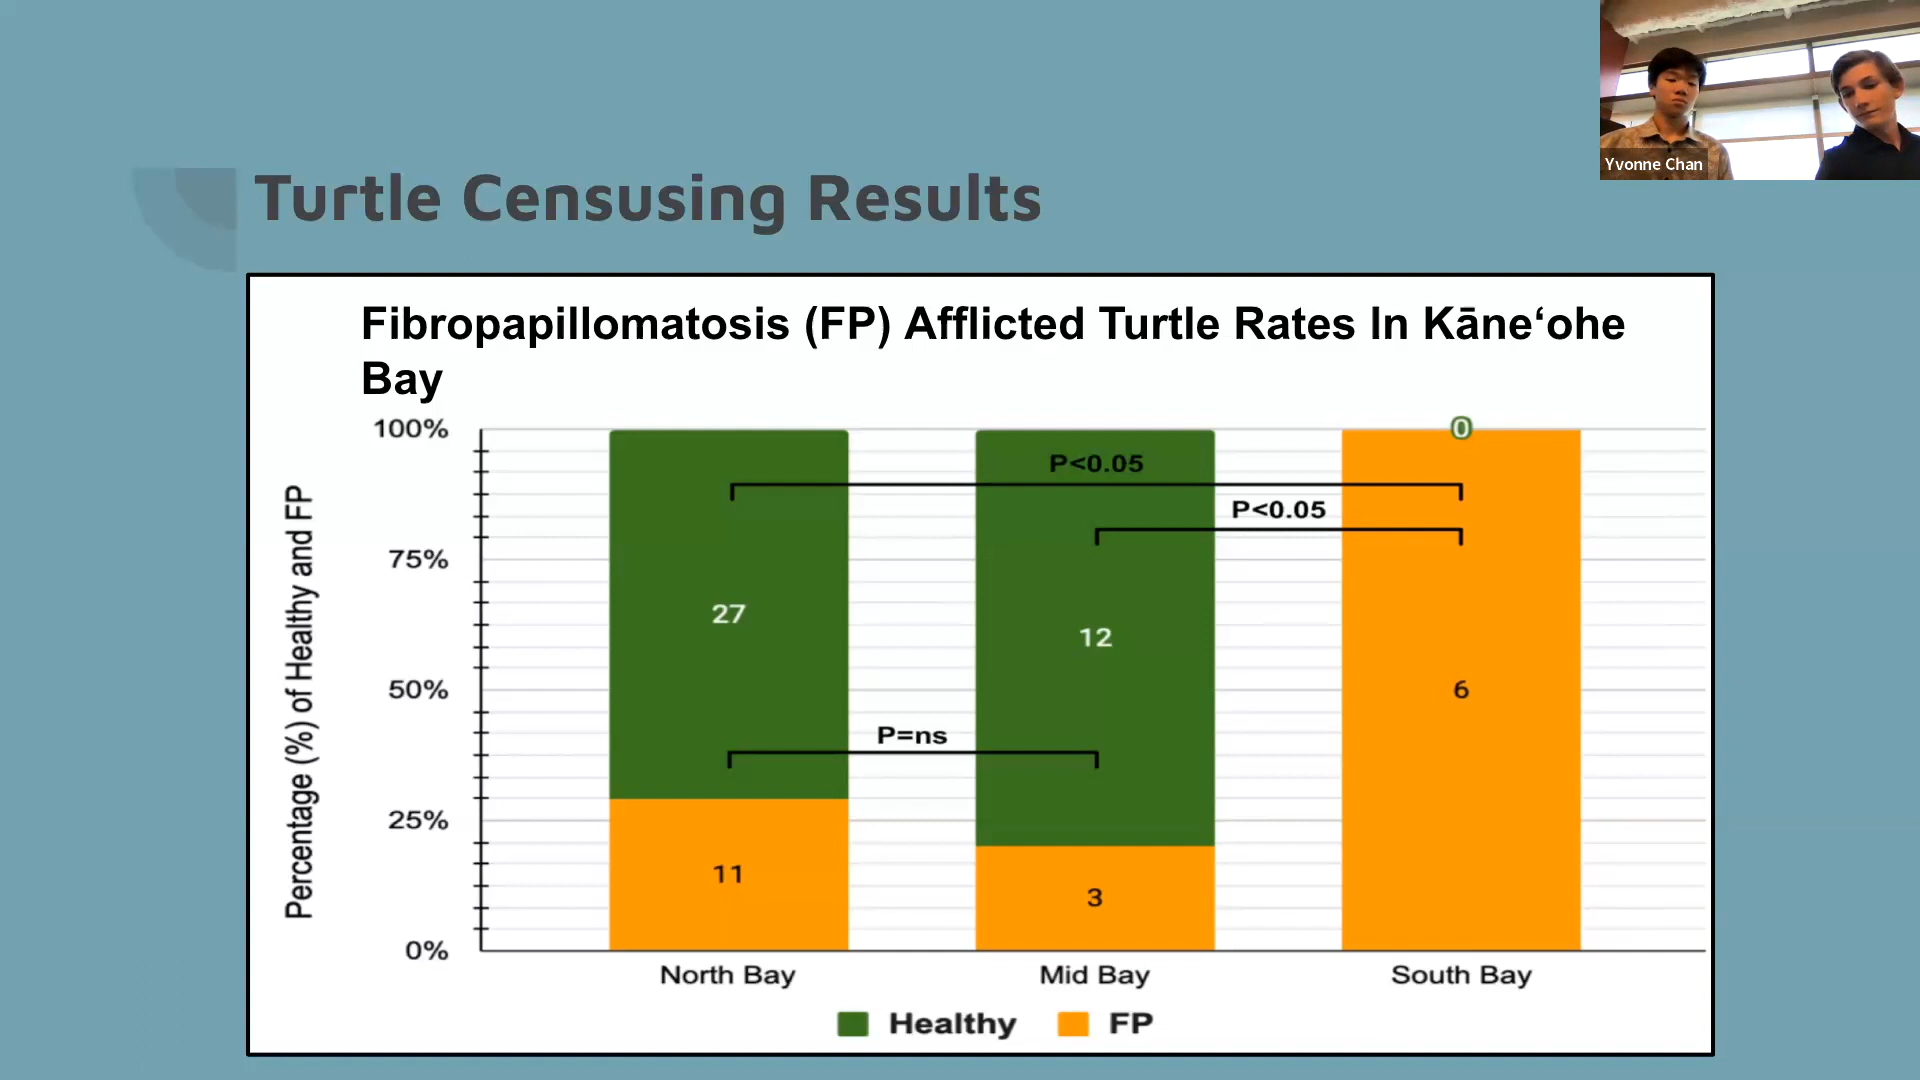 Yvonne Chan
Turtle Censusing Results
Fibropapillomatosis (FP) Afflicted Turtle Rates In Kāneʻohe
Bay
Percentage (%) of Healthy and FP
100%
75%
50%
25%
0%
0
P<0.05
P<0.05
27
12
6
P=ns
11
3
North Bay
Mid Bay
South Bay
Healthy
FP